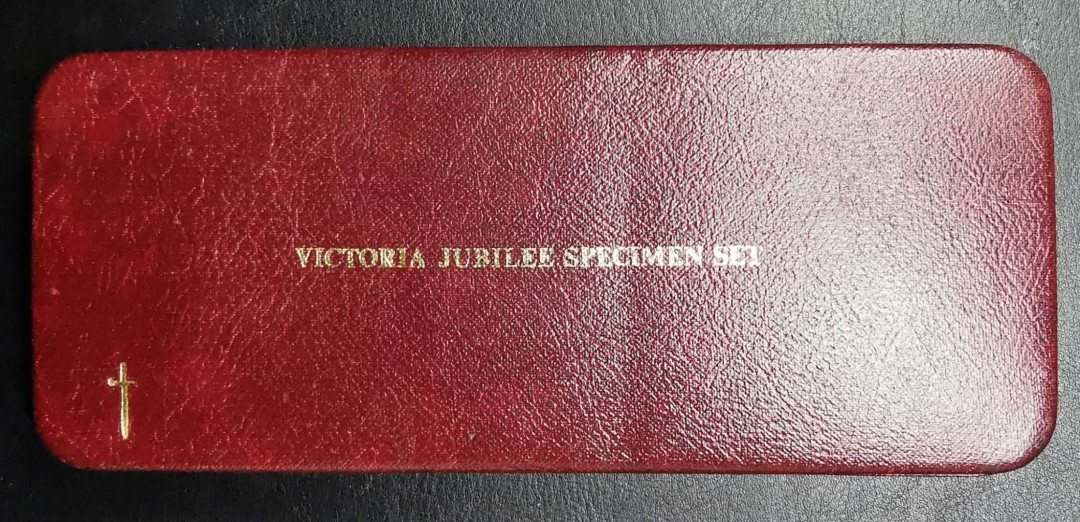 VICTORIA JUBILEE SPECIMEN SET